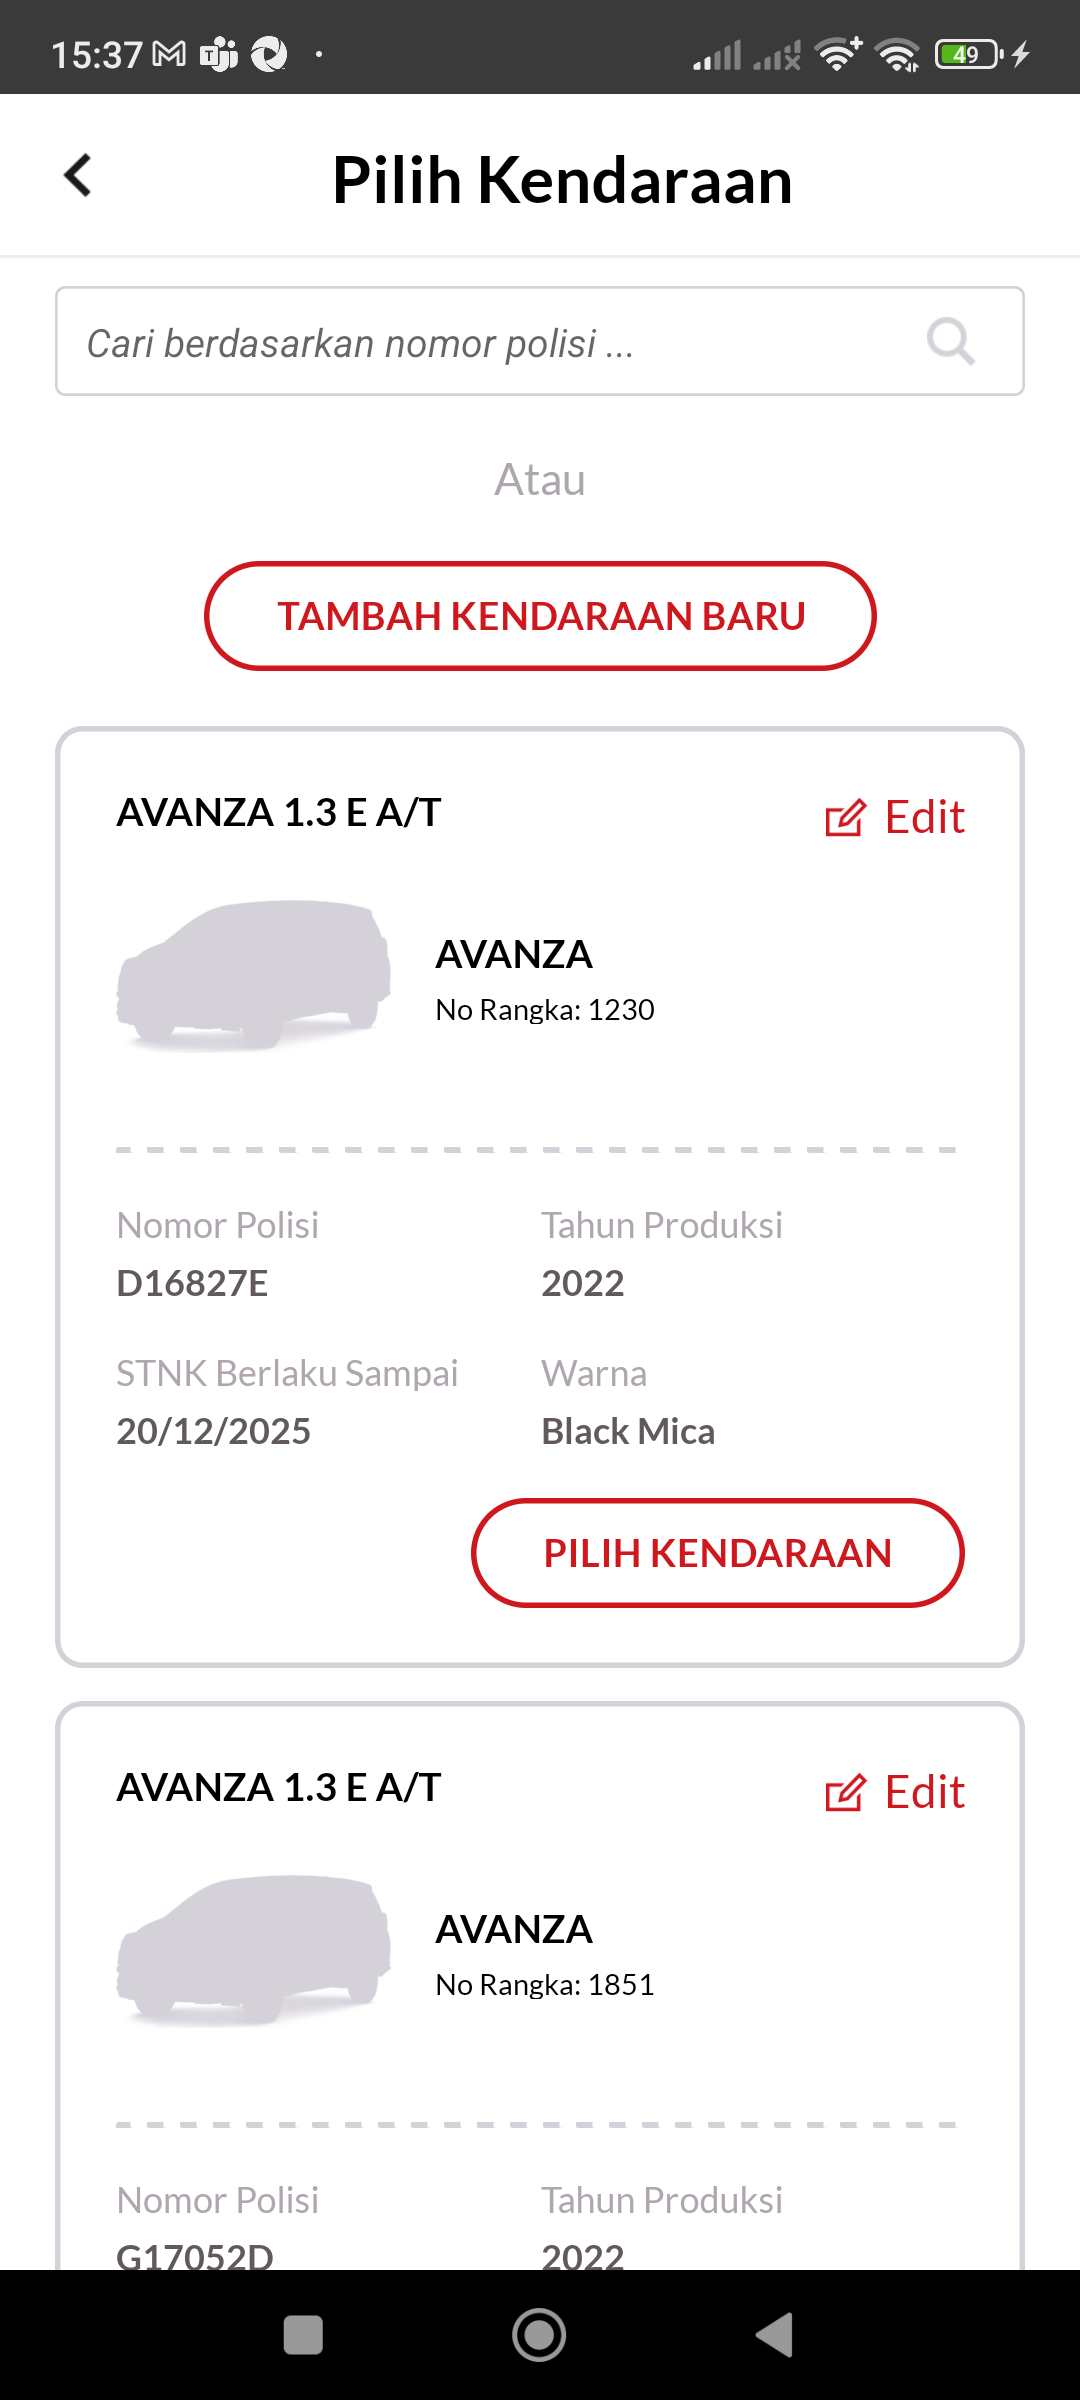 15:37
49
Pilih Kendaraan
Cari berdasarkan nomor polisi ...
Atau
TAMBAH KENDARAAN BARU
AVANZA 1.3 E A/T
Edit
AVANZA
No Rangka: 1230
Nomor Polisi
Tahun Produksi
D16827E
2022
STNK Berlaku Sampai
Warna
20/12/2025
Black Mica
PILIH KENDARAAN
AVANZA 1.3 E A/T
Edit
AVANZA
No Rangka: 1851
Nomor Polisi
Tahun Produksi
G17052D
2022